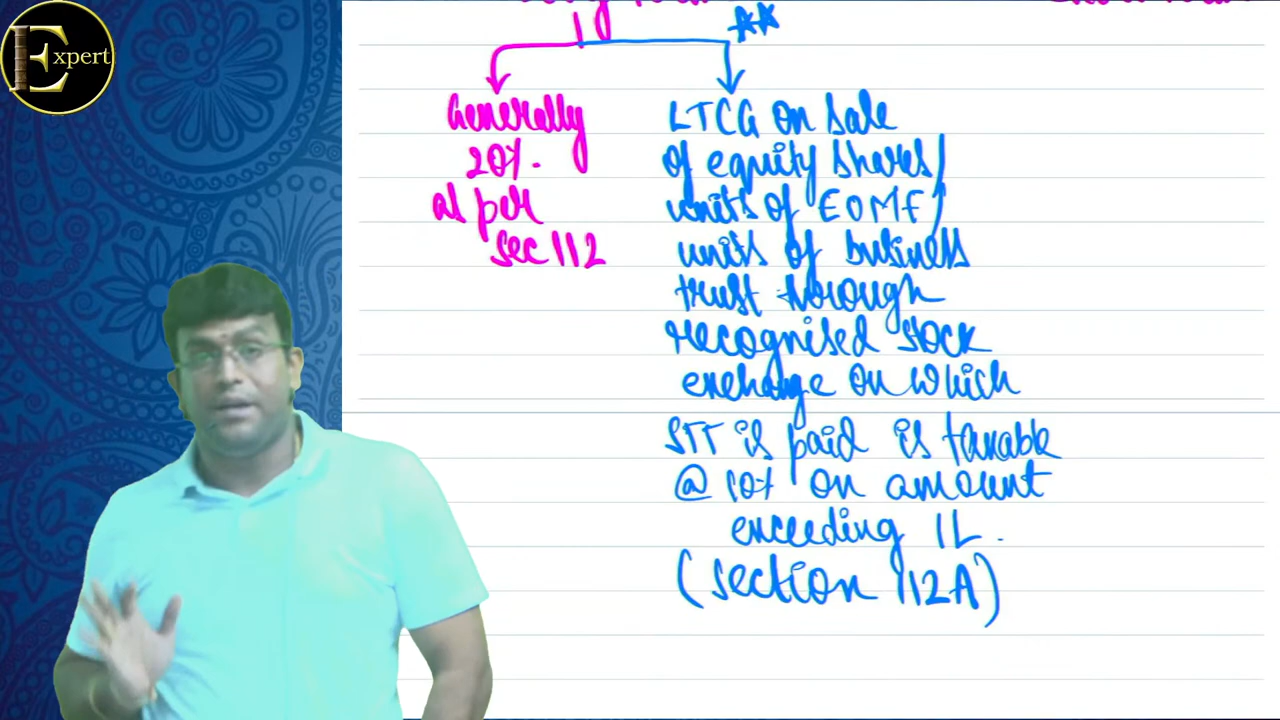 Expert
Generally
20%.
as per
sec 112
LTCG on sale
of equity shares/
units of EOMF/
units of business
trust through
recognised stock
exchange on which
STT is paid is taxable
@ 10% on amount
exceeding 1L.
(section 112A)